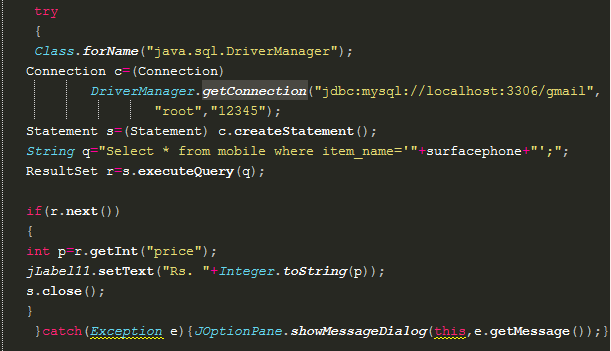 try
{
Class.forName("java.sql.DriverManager");
Connection c=(Connection)
DriverManager.getConnection("jdbc:mysql://localhost:3306/gmail",
"root","12345");
Statement s=(Statement) c.createStatement();
String q="Select * from mobile where item_name='"+surfacephone+"';";
ResultSet r=s.executeQuery(q);
if(r.next())
{
int p=r.getInt("price");
jLabel11.setText("Rs. "+Integer.toString(p));
s.close();
}
}catch(Exception e){JOptionPane.showMessageDialog(this,e.getMessage());}